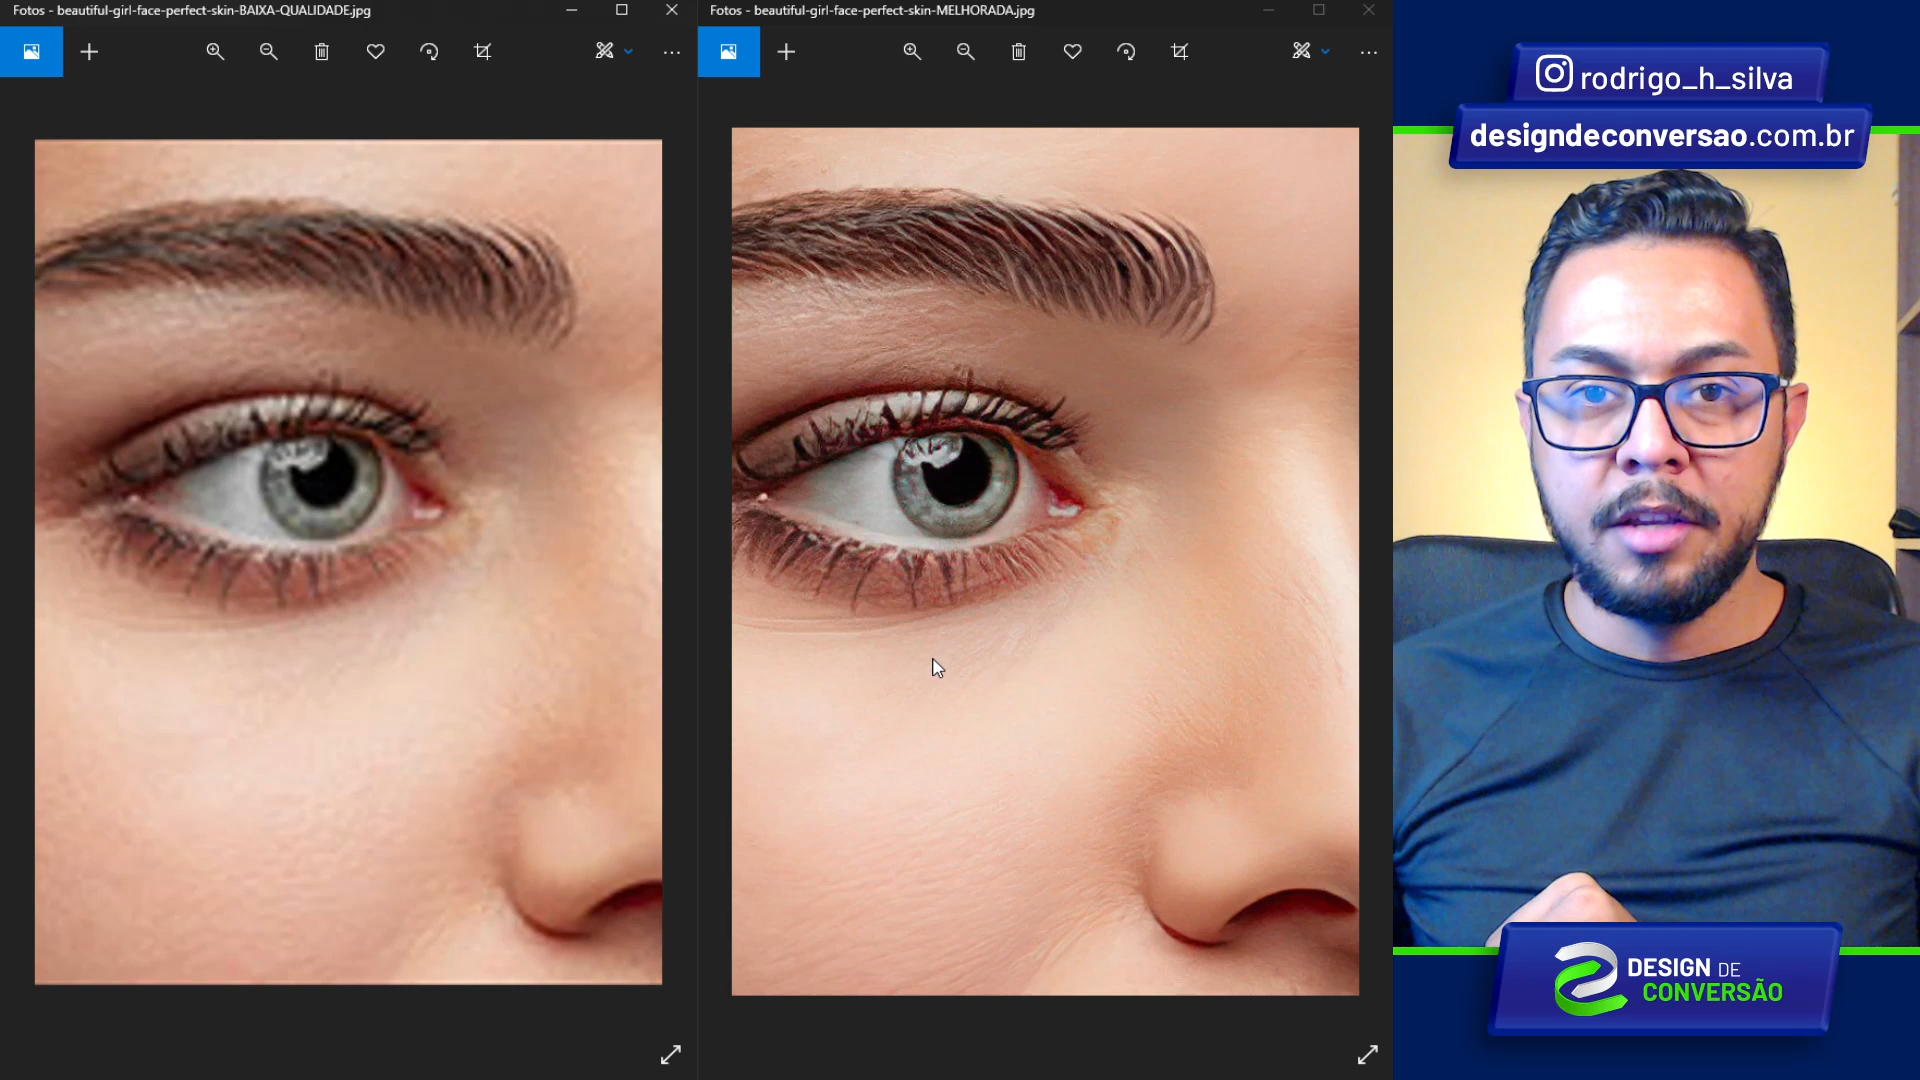 Fotos - beautiful-girl-face-perfect-skin-BAIXA-QUALIDADE.jpg
Fotos - beautiful-girl-face-perfect-skin-MELHORADA.jpg
rodrigo_h_silva
designdeconversao.com.br
DESIGN DE
CONVERSÃO